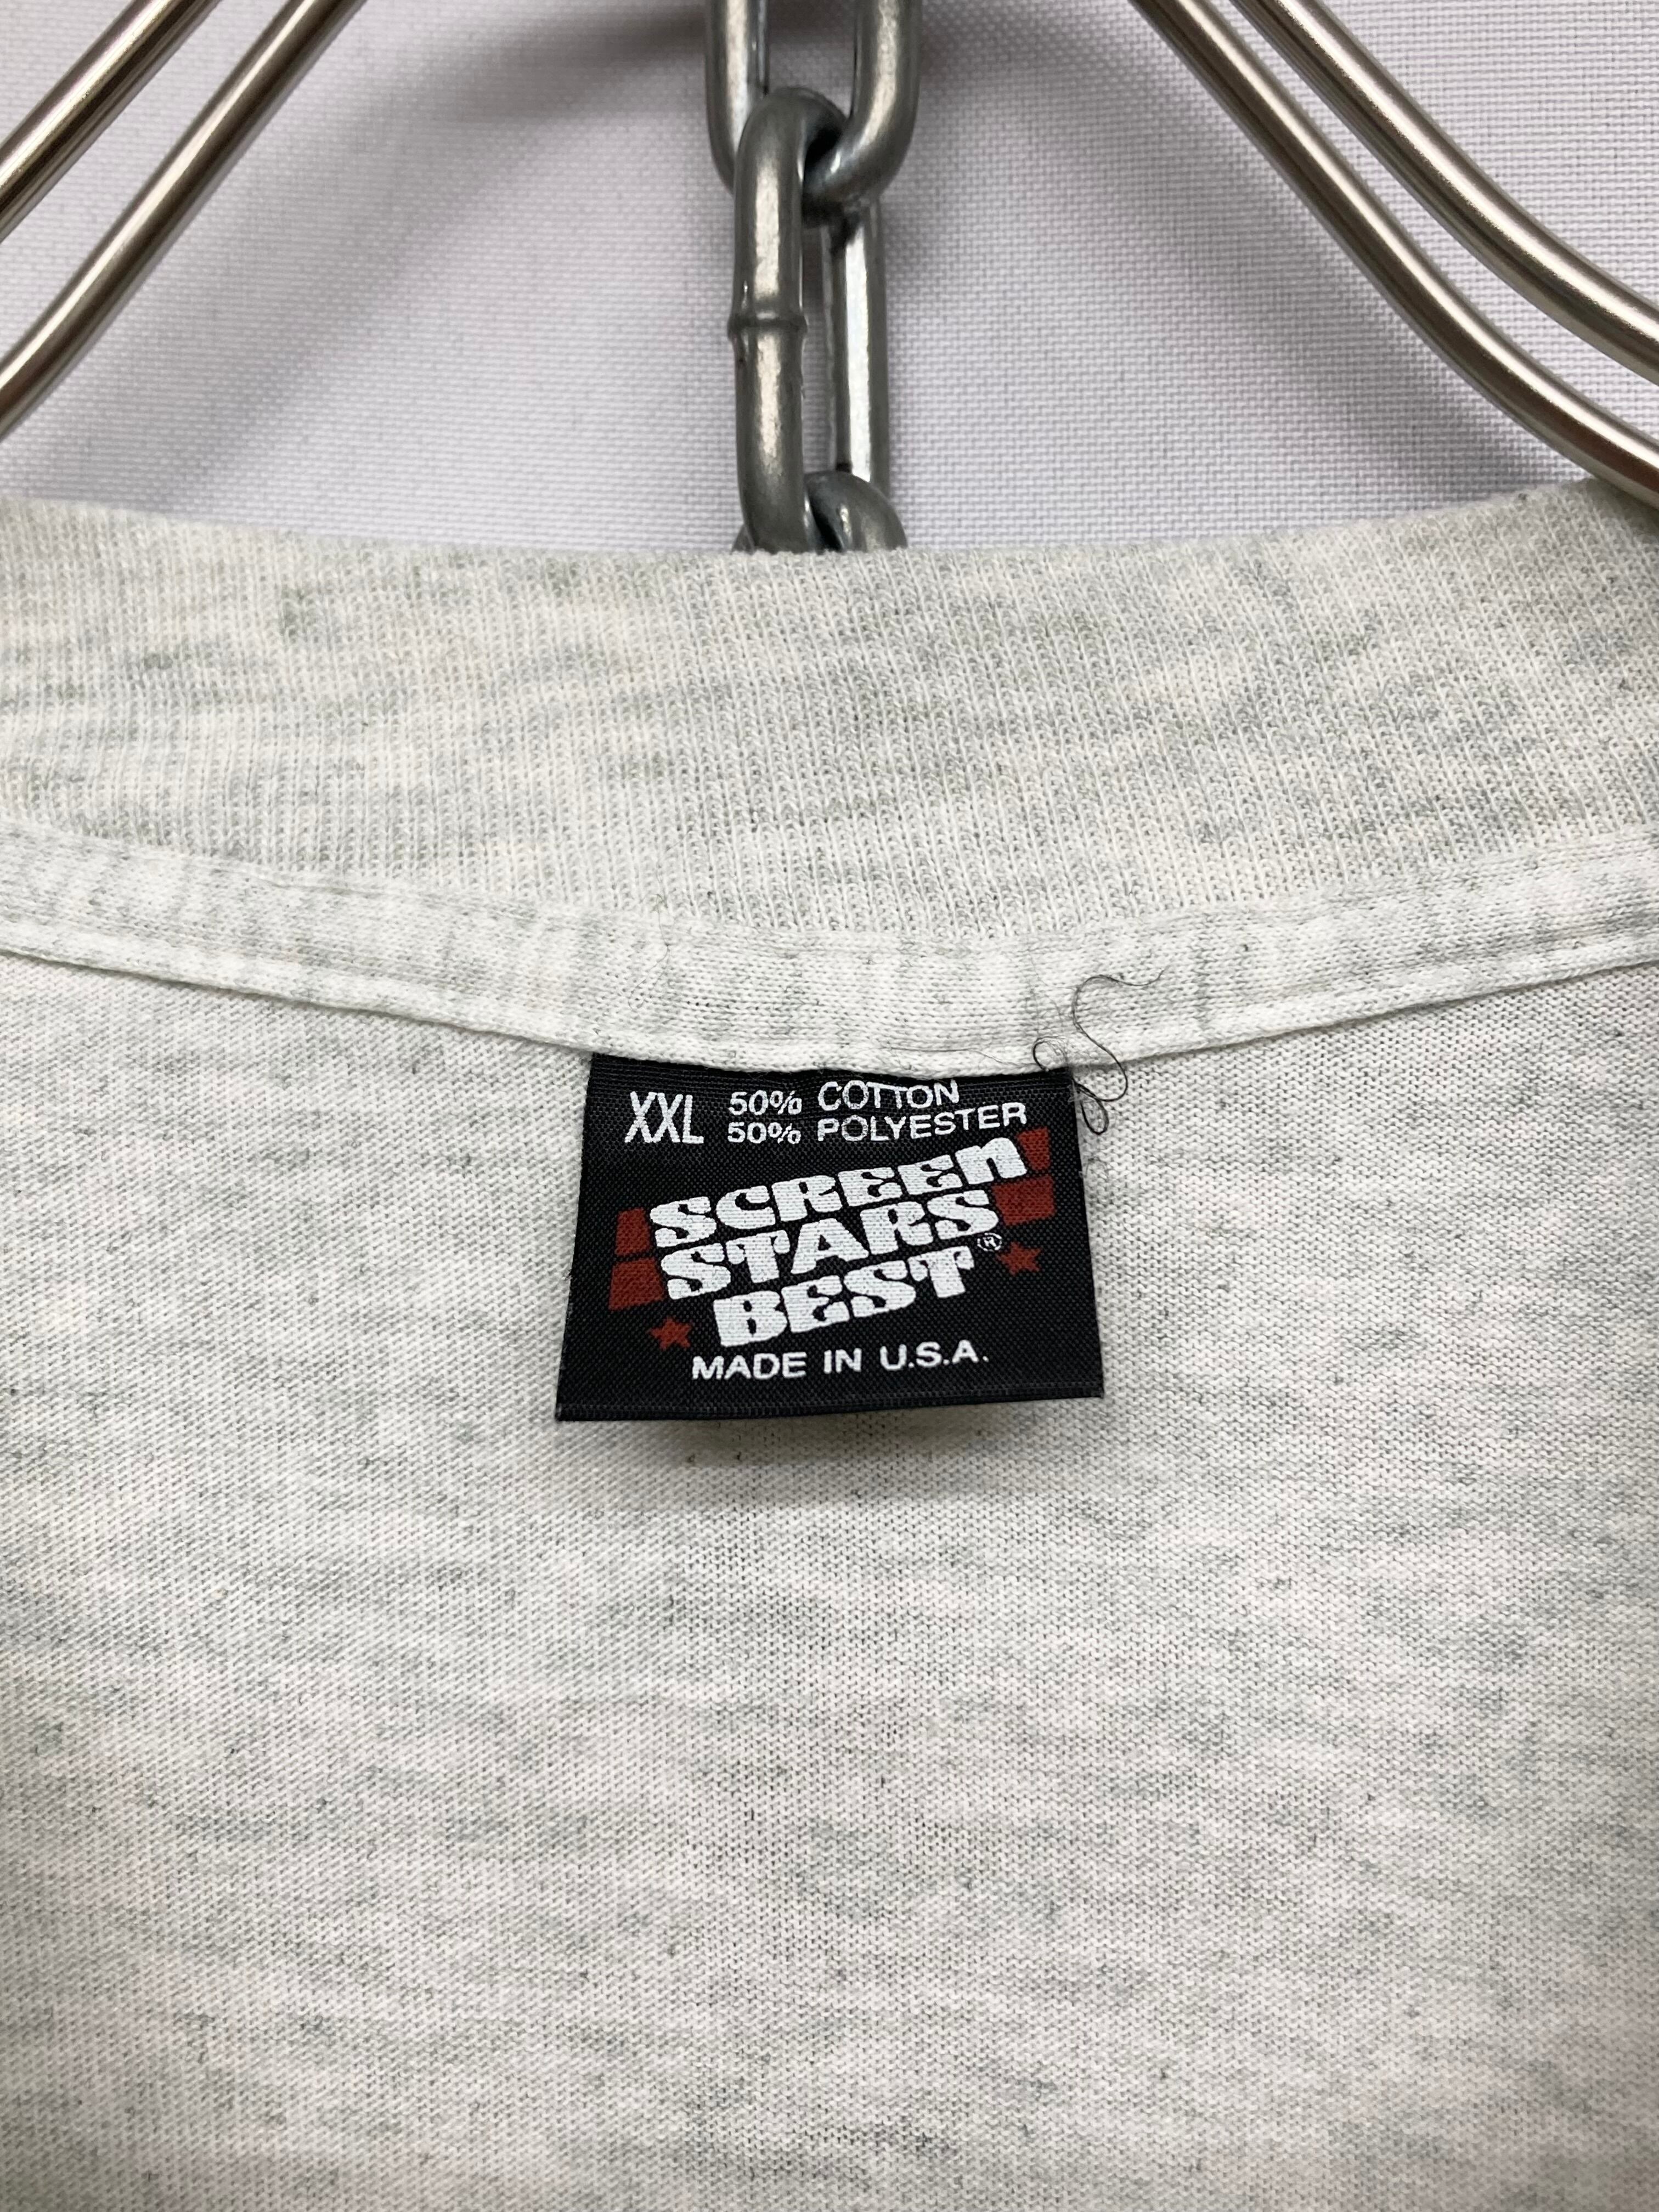 XXL 50% COTTON
50% POLYESTER
SCREEN
STARS
BEST®
MADE IN U.S.A.